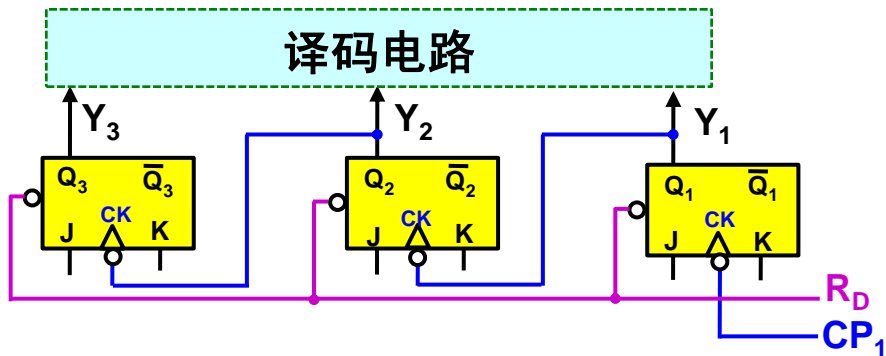 译码电路
Y3 Y2 Y1
Q3 Q̅3 Q2 Q̅2 Q1 Q̅1
CK CK CK
J K J K J K
RD
CP1